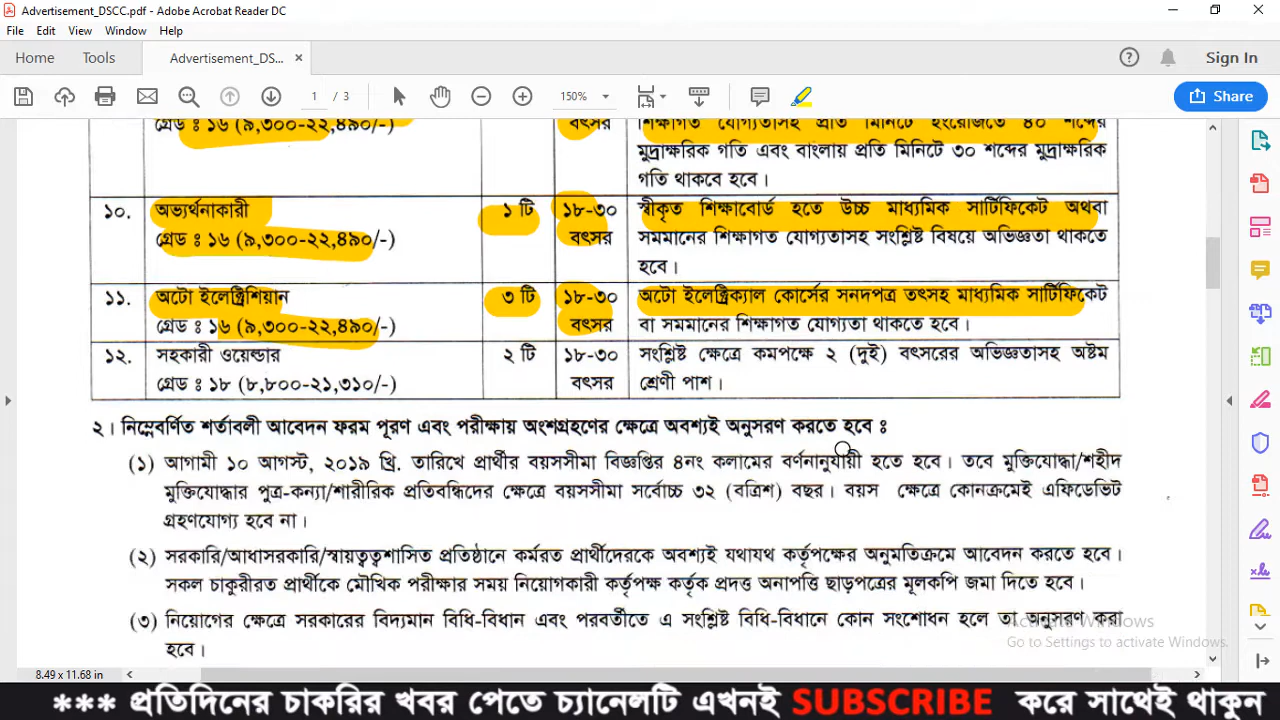 Advertisement_DSCC.pdf - Adobe Acrobat Reader DC
File Edit View Window Help
Home Tools Advertisement_DS... × Sign In
1 / 3 150% Share
গ্রেড ঃ ১৬ (৯,৩০০-২২,৪৯০/-) বৎসর শিক্ষাগত যোগ্যতাসহ প্রতি মিনিটে ইংরেজিতে ৪০ শব্দের
মুদ্রাক্ষরিক গতি এবং বাংলায় প্রতি মিনিটে ৩০ শব্দের মুদ্রাক্ষরিক
গতি থাকবে হবে।
১০. অভ্যর্থনাকারী ১ টি ১৮-৩০ স্বীকৃত শিক্ষাবোর্ড হতে উচ্চ মাধ্যমিক সার্টিফিকেট অথবা
গ্রেড ঃ ১৬ (৯,৩০০-২২,৪৯০/-) বৎসর সমমানের শিক্ষাগত যোগ্যতাসহ সংশ্লিষ্ট বিষয়ে অভিজ্ঞতা থাকতে
হবে।
১১. অটো ইলেক্ট্রিশিয়ান ৩ টি ১৮-৩০ অটো ইলেক্ট্রিক্যাল কোর্সের সনদপত্র তৎসহ মাধ্যমিক সার্টিফিকেট
গ্রেড ঃ ১৬ (৯,৩০০-২২,৪৯০/-) বৎসর বা সমমানের শিক্ষাগত যোগ্যতা থাকতে হবে।
১২. সহকারী ওয়েল্ডার ২ টি ১৮-৩০ সংশ্লিষ্ট ক্ষেত্রে কমপক্ষে ২ (দুই) বৎসরের অভিজ্ঞতাসহ অষ্টম
গ্রেড ঃ ১৮ (৮,৮০০-২১,৩১০/-) বৎসর শ্রেণী পাশ।
২। নিম্নেবর্ণিত শর্তাবলী আবেদন ফরম পূরণ এবং পরীক্ষায় অংশগ্রহণের ক্ষেত্রে অবশ্যই অনুসরণ করতে হবে ঃ
(১) আগামী ১০ আগস্ট, ২০১৯ খ্রি. তারিখে প্রার্থীর বয়সসীমা বিজ্ঞপ্তির ৪নং কলামের বর্ণনানুযায়ী হতে হবে। তবে মুক্তিযোদ্ধা/শহীদ
মুক্তিযোদ্ধার পুত্র-কন্যা/শারীরিক প্রতিবন্ধিদের ক্ষেত্রে বয়সসীমা সর্বোচ্চ ৩২ (বত্রিশ) বছর। বয়স ক্ষেত্রে কোনক্রমেই এফিডেভিট
গ্রহণযোগ্য হবে না।
(২) সরকারি/আধাসরকারি/স্বায়ত্বত্বশাসিত প্রতিষ্ঠানে কর্মরত প্রার্থীদেরকে অবশ্যই যথাযথ কর্তৃপক্ষের অনুমতিক্রমে আবেদন করতে হবে।
সকল চাকুরীরত প্রার্থীকে মৌখিক পরীক্ষার সময় নিয়োগকারী কর্তৃপক্ষ কর্তৃক প্রদত্ত অনাপত্তি ছাড়পত্রের মূলকপি জমা দিতে হবে।
(৩) নিয়োগের ক্ষেত্রে সরকারের বিদ্যমান বিধি-বিধান এবং পরবর্তীতে এ সংশ্লিষ্ট বিধি-বিধানে কোন সংশোধন হলে তা অনুসরণ করা
হবে।
Activate Windows
Go to Settings to activate Windows.
8.49 x 11.68 in
*** প্রতিদিনের চাকরির খবর পেতে চ্যানেলটি এখনই SUBSCRIBE করে সাথেই থাকুন